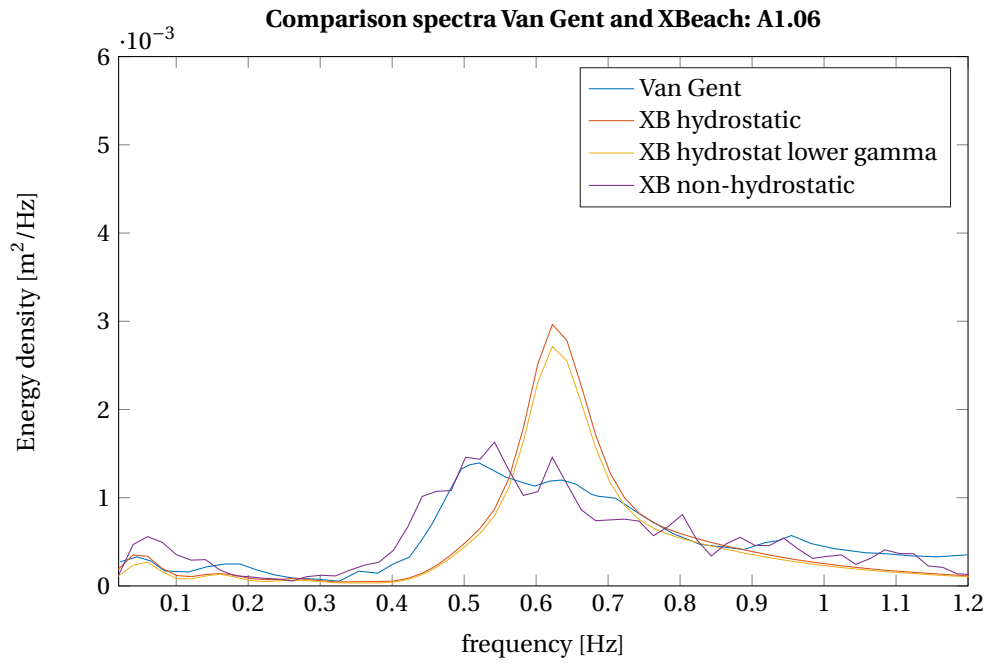 Comparison spectra Van Gent and XBeach: A1.06
·10⁻³
6
5
4
3
2
1
0
Energy density [m²/Hz]
Van Gent
XB hydrostatic
XB hydrostat lower gamma
XB non-hydrostatic
0.1 0.2 0.3 0.4 0.5 0.6 0.7 0.8 0.9 1 1.1 1.2
frequency [Hz]